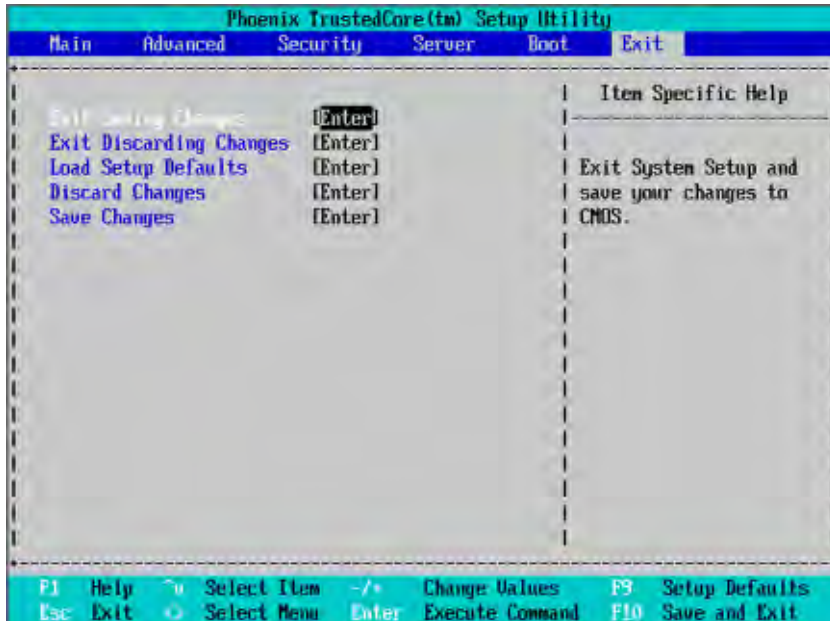 Phoenix TrustedCore(tm) Setup Utility
Main Advanced Security Server Boot Exit
Item Specific Help
Exit Saving Changes [Enter]
Exit Discarding Changes [Enter]
Load Setup Defaults [Enter]
Discard Changes [Enter]
Save Changes [Enter]
Exit System Setup and
save your changes to
CMOS.
F1 Help Select Item -/+ Change Values F9 Setup Defaults
Esc Exit Select Menu Enter Execute Command F10 Save and Exit